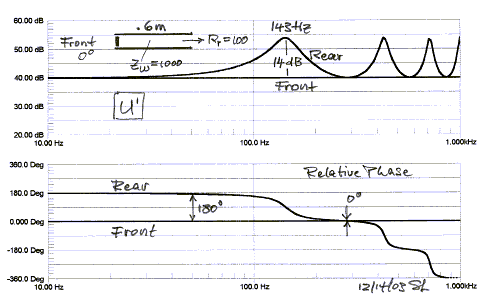 60.00 dB
50.00 dB
40.00 dB
30.00 dB
20.00 dB
.6m
Front
0°
→ Rr=100
Zw=1000
143Hz
14dB
Rear
Front
U'
10.00 Hz
100.0 Hz
1.000kHz
360.0 Deg
180.0 Deg
0.000 Deg
-180.0 Deg
-360.0 Deg
Relative Phase
Rear
180°
0°
Front
12/14/03 SL
10.00 Hz
100.0 Hz
1.000kHz